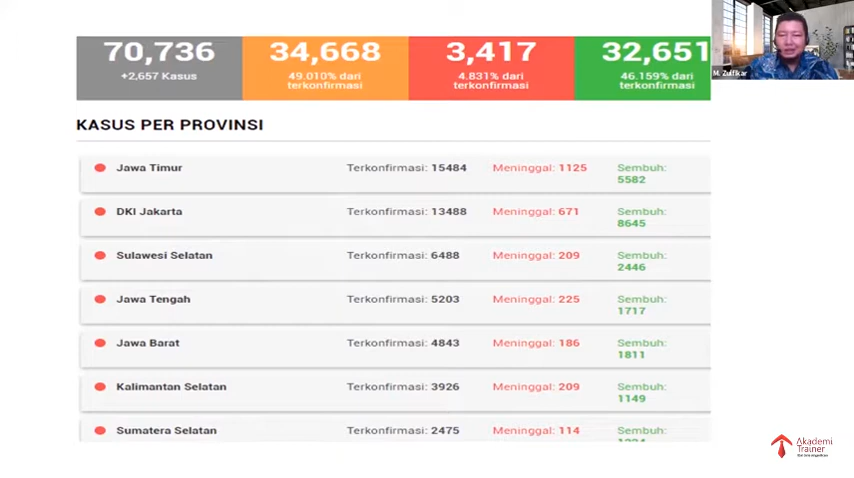 70,736
+2,657 Kasus
34,668
49.010% dari
terkonfirmasi
3,417
4.831% dari
terkonfirmasi
32,651
46.159% dari
terkonfirmasi
M. Zulfikar
KASUS PER PROVINSI
Jawa Timur Terkonfirmasi: 15484 Meninggal: 1125 Sembuh:
5582
DKI Jakarta Terkonfirmasi: 13488 Meninggal: 671 Sembuh:
8645
Sulawesi Selatan Terkonfirmasi: 6488 Meninggal: 209 Sembuh:
2446
Jawa Tengah Terkonfirmasi: 5203 Meninggal: 225 Sembuh:
1717
Jawa Barat Terkonfirmasi: 4843 Meninggal: 186 Sembuh:
1811
Kalimantan Selatan Terkonfirmasi: 3926 Meninggal: 209 Sembuh:
1149
Sumatera Selatan Terkonfirmasi: 2475 Meninggal: 114 Sembuh:
Akademi
Trainer